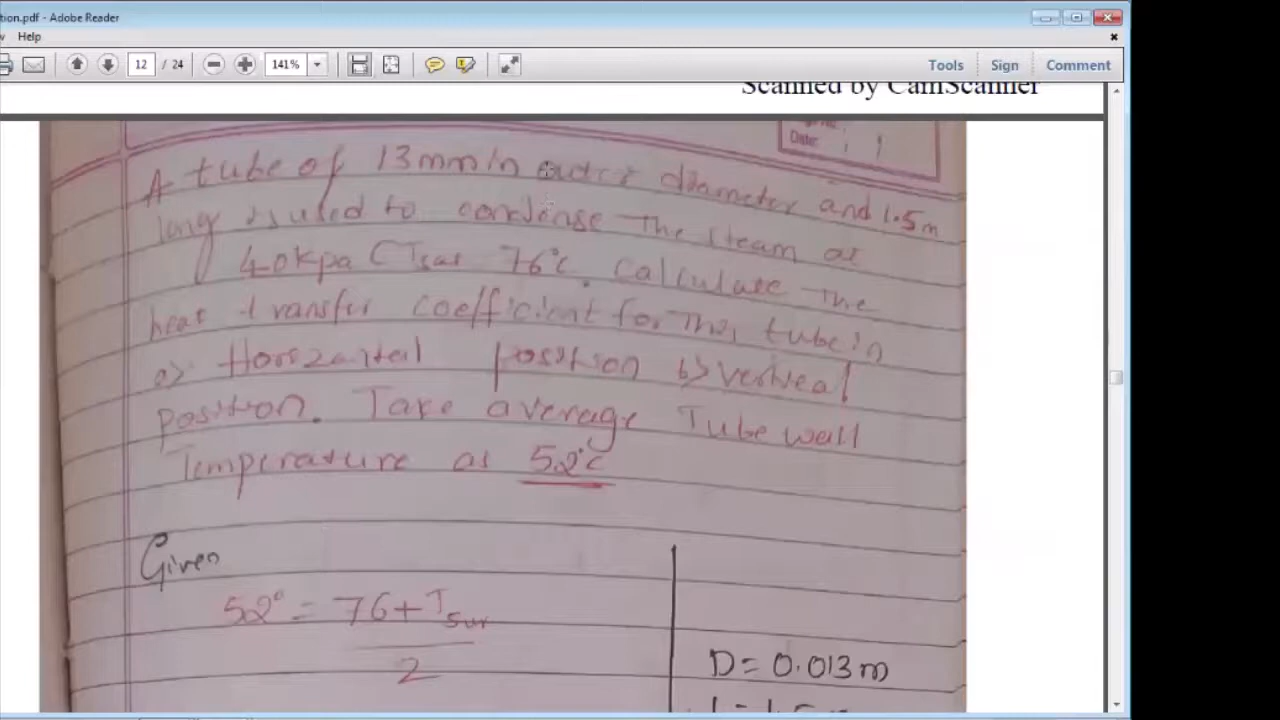 tion.pdf - Adobe Reader
Help
12 / 24
141%
Tools Sign Comment
Scanned by CamScanner
Date:
A tube of 13mm in outer diameter and 1.5m
long is used to condense the steam at
40kpa (Tsat 76°c. Calculate the
heat transfer coefficient for this tube in
a) Horizontal position b) vertical
position. Take average Tube wall
Temperature as 52°c
Given
52° = 76 + Tsur
2
D = 0.013m